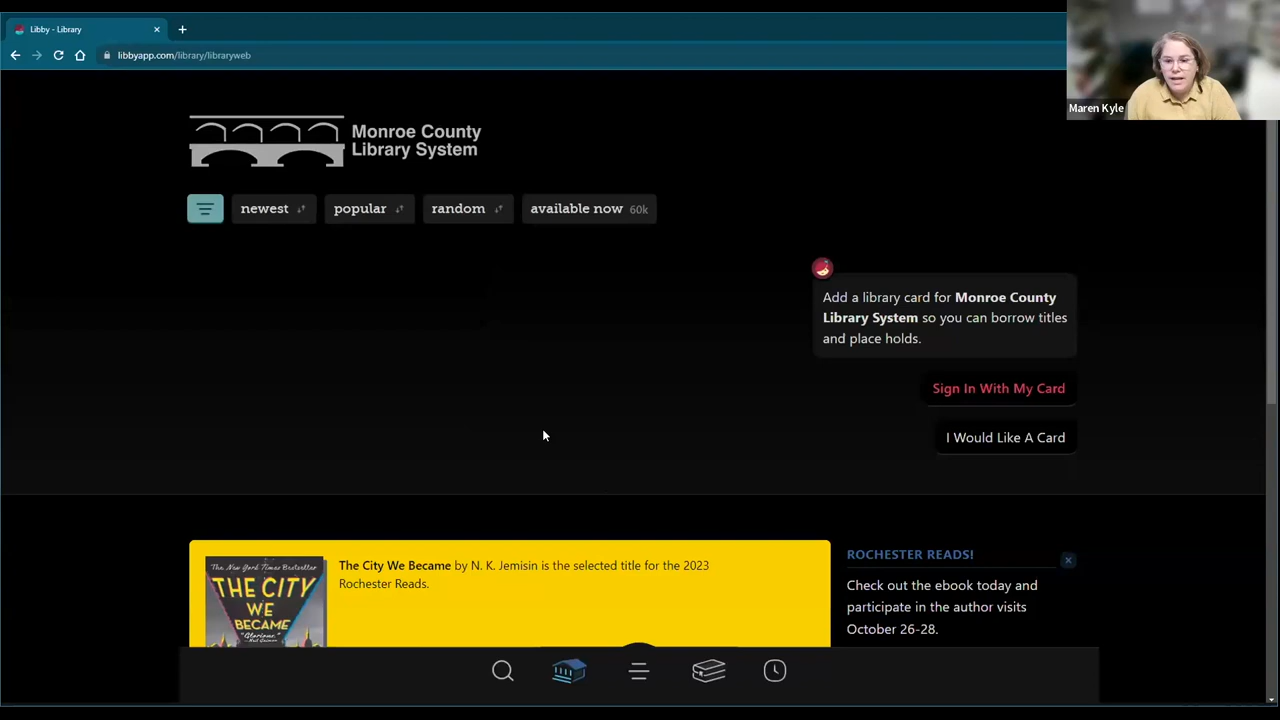 Libby - Library
libbyapp.com/library/libraryweb
Maren Kyle
Monroe County
Library System
newest
popular
random
available now 60k
Add a library card for Monroe County
Library System so you can borrow titles
and place holds.
Sign In With My Card
I Would Like A Card
The New York Times Bestseller
THE CITY
WE
BECAME
"Glorious."
The City We Became by N. K. Jemisin is the selected title for the 2023
Rochester Reads.
ROCHESTER READS!
Check out the ebook today and
participate in the author visits
October 26-28.